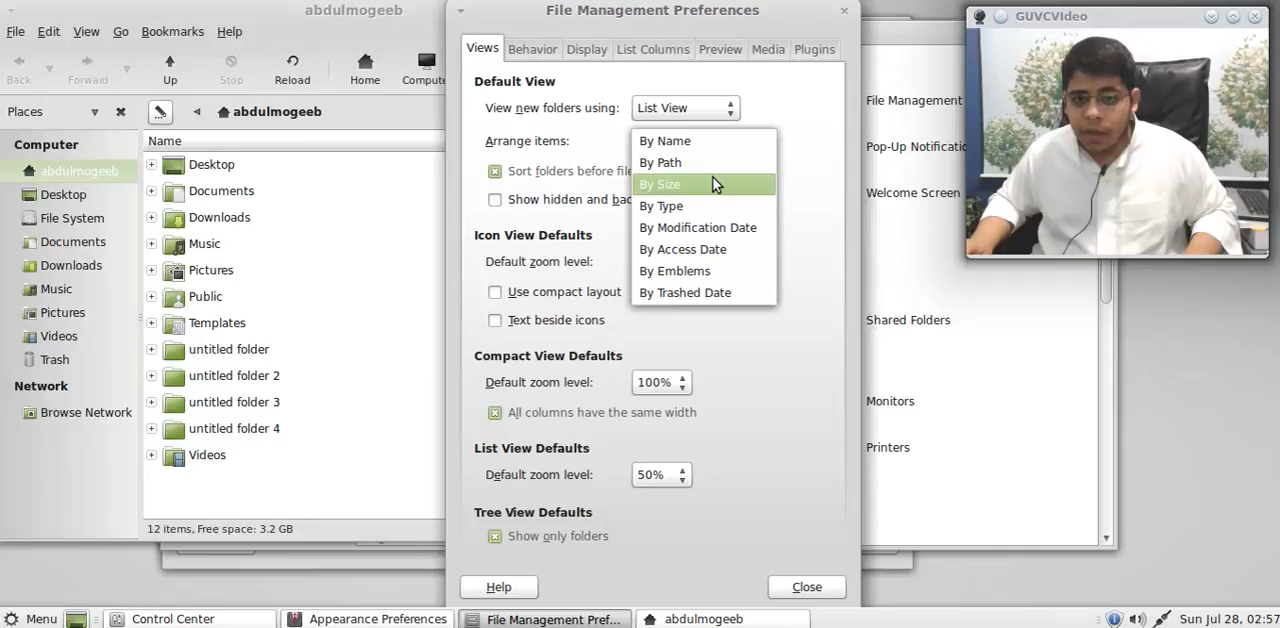 abdulmogeeb
File Edit View Go Bookmarks Help
Back Forward Up Stop Reload Home Compute
Places
abdulmogeeb
Computer
abdulmogeeb
Desktop
File System
Documents
Downloads
Music
Pictures
Videos
Trash
Network
Browse Network
Name
Desktop
Documents
Downloads
Music
Pictures
Public
Templates
untitled folder
untitled folder 2
untitled folder 3
untitled folder 4
Videos
12 items, Free space: 3.2 GB
File Management Preferences
Views Behavior Display List Columns Preview Media Plugins
Default View
View new folders using: List View
Arrange items:
Sort folders before file
Show hidden and bac
By Name
By Path
By Size
By Type
By Modification Date
By Access Date
By Emblems
By Trashed Date
Icon View Defaults
Default zoom level:
Use compact layout
Text beside icons
Compact View Defaults
Default zoom level: 100%
All columns have the same width
List View Defaults
Default zoom level: 50%
Tree View Defaults
Show only folders
Help Close
GUVCVideo
File Management
Pop-Up Notificatio
Welcome Screen
Shared Folders
Monitors
Printers
Menu Control Center Appearance Preferences File Management Pref... abdulmogeeb Sun Jul 28, 02:57